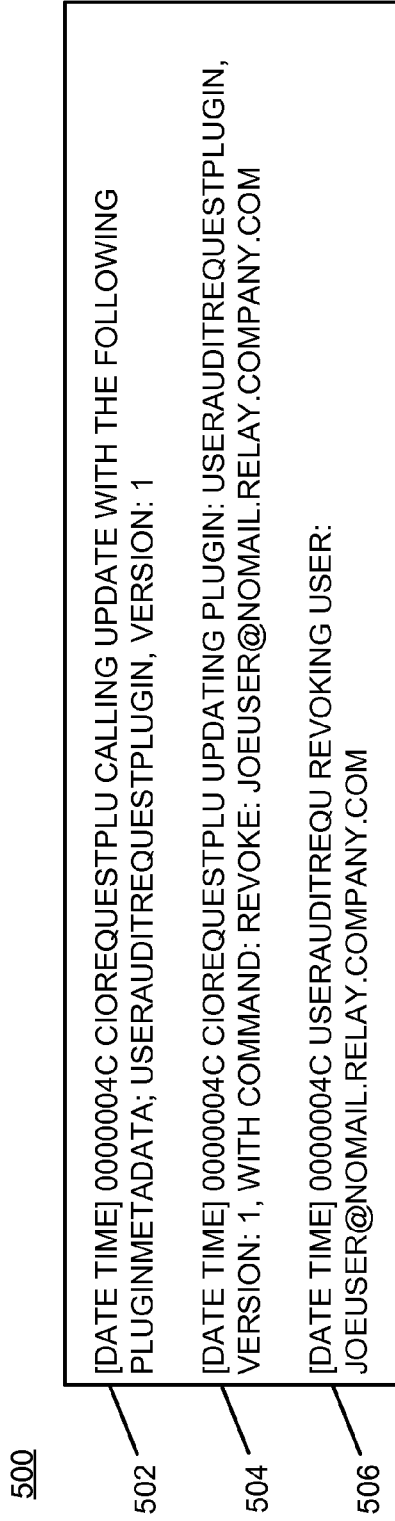 500
502
[DATE TIME] 0000004C CIOREQUESTPLU CALLING UPDATE WITH THE FOLLOWING
PLUGINMETADATA; USERAUDITREQUESTPLUGIN, VERSION: 1
504
[DATE TIME] 0000004C CIOREQUESTPLU UPDATING PLUGIN: USERAUDITREQUESTPLUGIN,
VERSION: 1, WITH COMMAND: REVOKE: JOEUSER@NOMAIL.RELAY.COMPANY.COM
506
[DATE TIME] 0000004C USERAUDITREQU REVOKING USER:
JOEUSER@NOMAIL.RELAY.COMPANY.COM